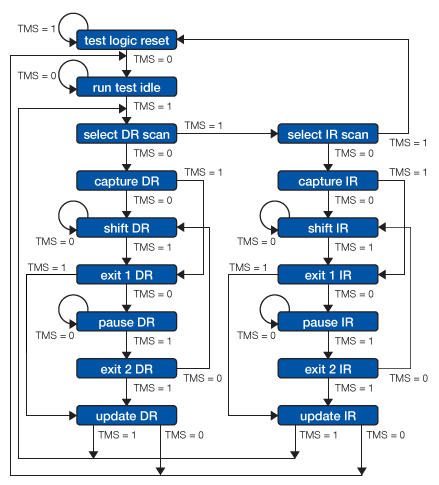 TMS = 1
test logic reset
TMS = 0
TMS = 0
run test idle
TMS = 1
select DR scan
TMS = 1
select IR scan
TMS = 1
TMS = 0
TMS = 0
capture DR
TMS = 1
capture IR
TMS = 1
TMS = 0
TMS = 0
shift DR
shift IR
TMS = 0
TMS = 1
TMS = 0
TMS = 1
TMS = 1
exit 1 DR
TMS = 1
exit 1 IR
TMS = 0
TMS = 0
pause DR
pause IR
TMS = 0
TMS = 1
TMS = 0
TMS = 1
exit 2 DR
TMS = 0
exit 2 IR
TMS = 0
TMS = 1
TMS = 1
update DR
update IR
TMS = 1
TMS = 0
TMS = 1
TMS = 0